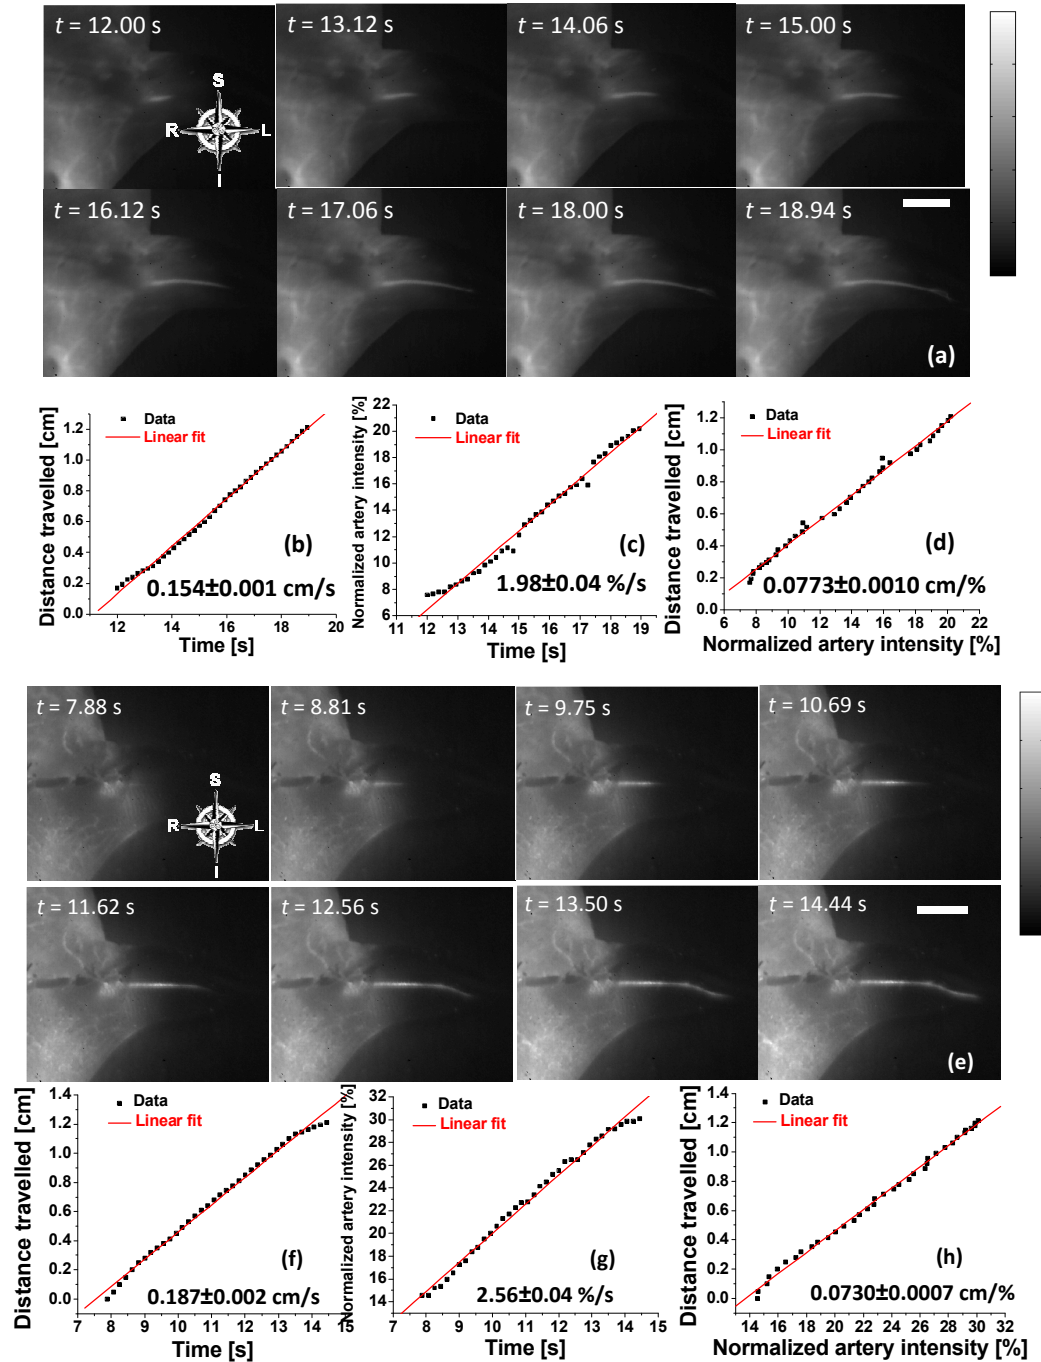 t = 12.00 s
t = 13.12 s
t = 14.06 s
t = 15.00 s
S
R
L
I
t = 16.12 s
t = 17.06 s
t = 18.00 s
t = 18.94 s
(a)
Distance travelled [cm]
1.2
1.0
0.8
0.6
0.4
0.2
0.0
Data
Linear fit
(b)
0.154±0.001 cm/s
12 14 16 18 20
Time [s]
Normalized artery intensity [%]
22
20
18
16
14
12
10
8
6
Data
Linear fit
(c)
1.98±0.04 %/s
11 12 13 14 15 16 17 18 19
Time [s]
Distance travelled [cm]
1.2
1.0
0.8
0.6
0.4
0.2
0.0
Data
Linear fit
(d)
0.0773±0.0010 cm/%
6 8 10 12 14 16 18 20 22
Normalized artery intensity [%]
t = 7.88 s
t = 8.81 s
t = 9.75 s
t = 10.69 s
S
R
L
I
t = 11.62 s
t = 12.56 s
t = 13.50 s
t = 14.44 s
(e)
Distance travelled [cm]
1.4
1.2
1.0
0.8
0.6
0.4
0.2
0.0
Data
Linear fit
(f)
0.187±0.002 cm/s
7 8 9 10 11 12 13 14 15
Time [s]
Normalized artery intensity [%]
32
30
28
26
24
22
20
18
16
14
Data
Linear fit
(g)
2.56±0.04 %/s
7 8 9 10 11 12 13 14 15
Time [s]
Distance travelled [cm]
1.4
1.2
1.0
0.8
0.6
0.4
0.2
0.0
Data
Linear fit
(h)
0.0730±0.0007 cm/%
14 16 18 20 22 24 26 28 30 32
Normalized artery intensity [%]